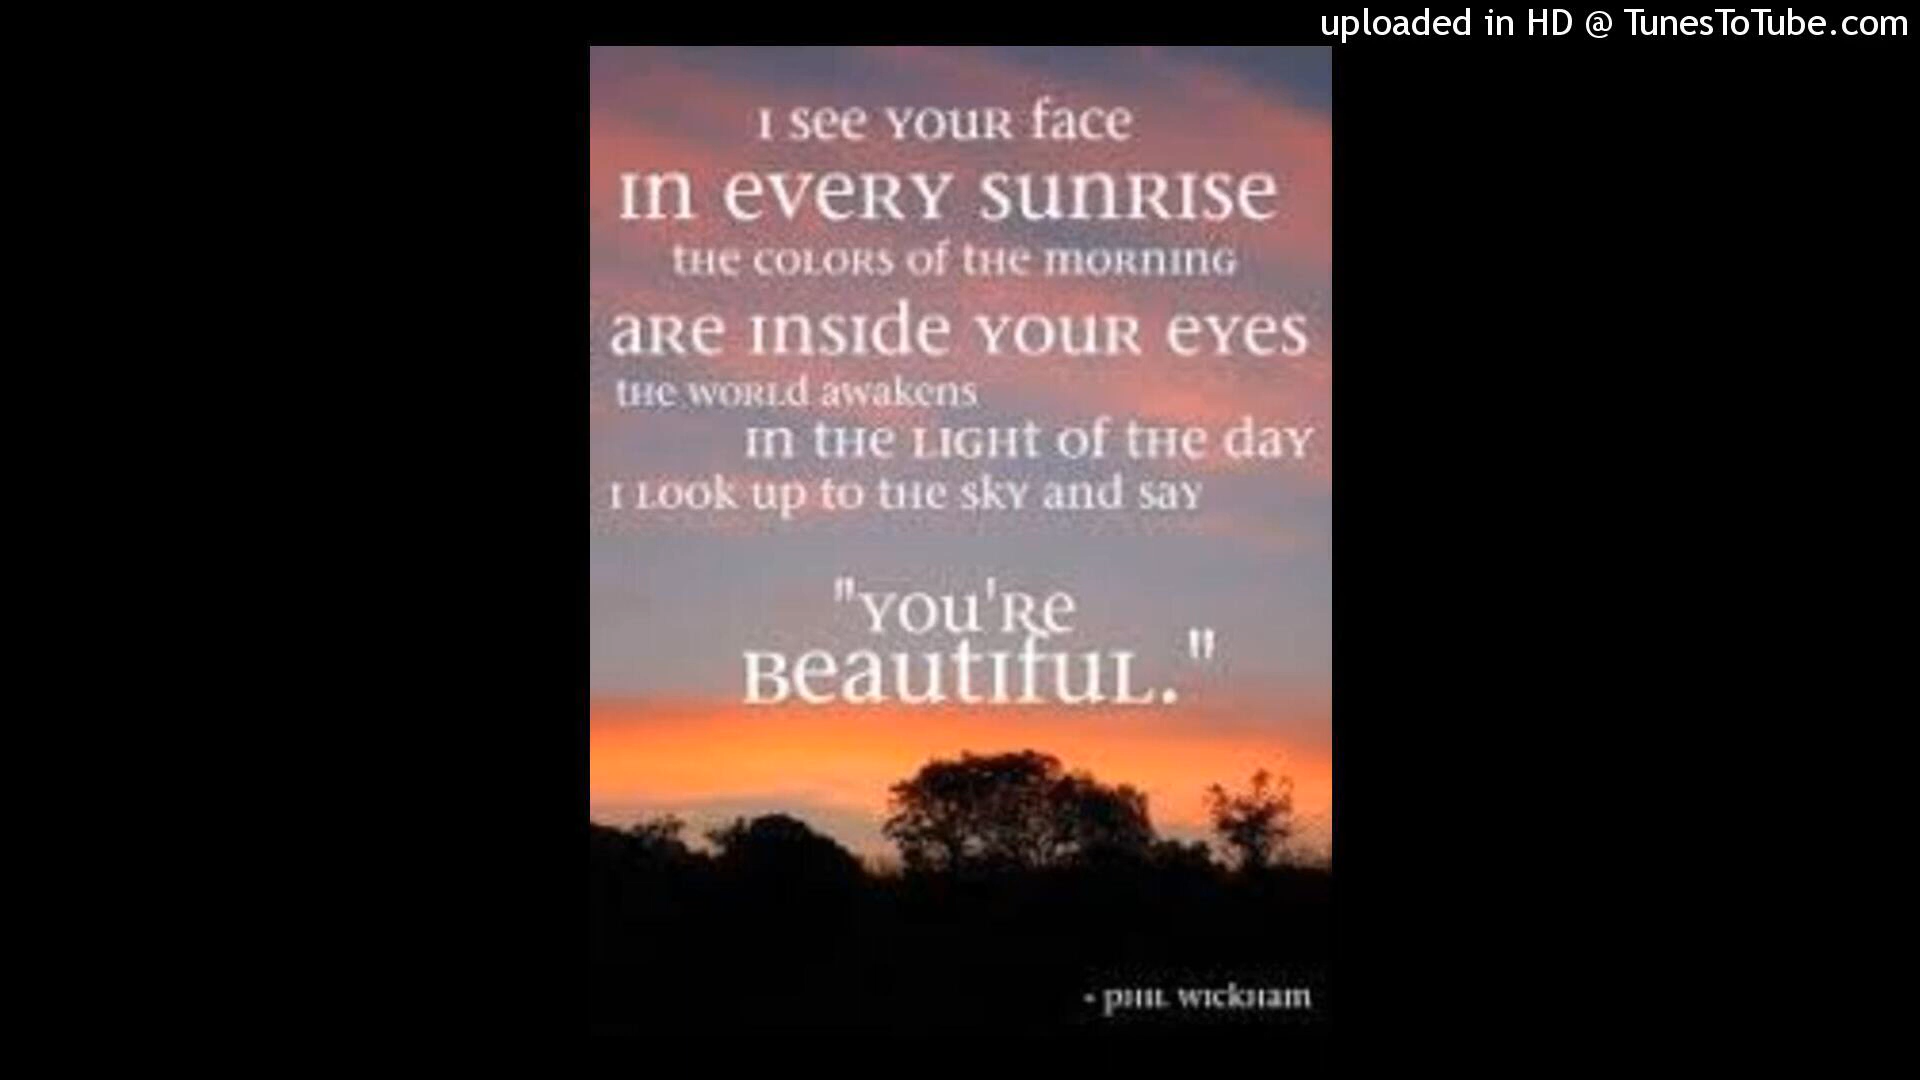 uploaded in HD @ TunesToTube.com
I see your face
in every sunrise
the colors of the morning
are inside your eyes
the world awakens
in the light of the day
I look up to the sky and say
"you're
Beautiful."
- Phil Wickham